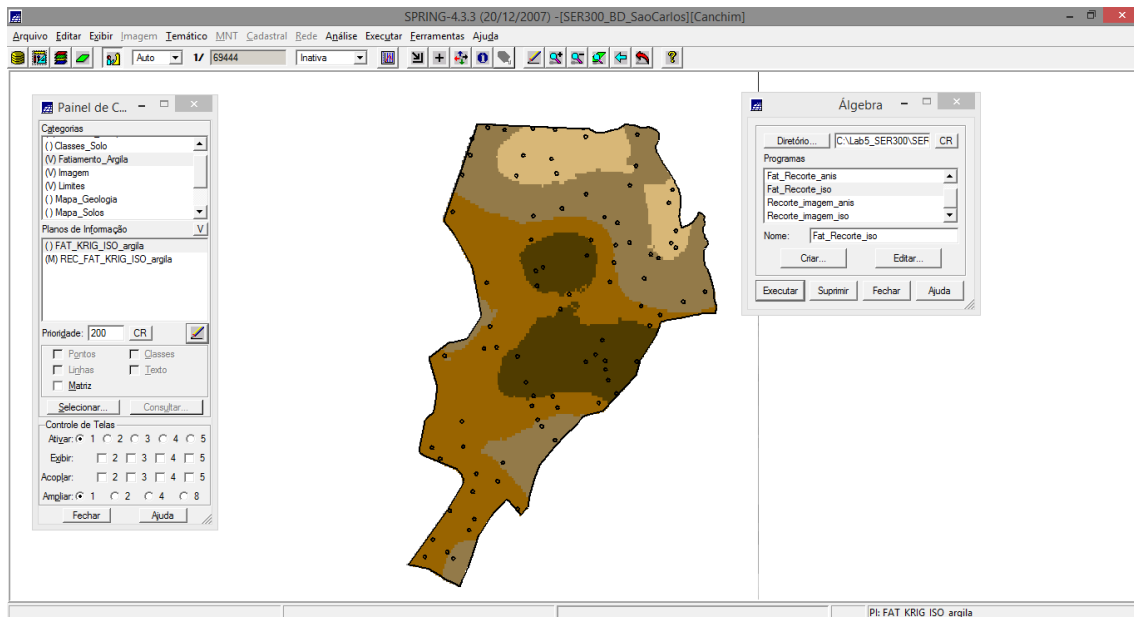 SPRING-4.3.3 (20/12/2007) -[SER300_BD_SaoCarlos][Canchim]
Arquivo Editar Exibir Imagem Temático MNT Cadastral Rede Análise Executar Ferramentas Ajuda
Auto 1/ 69444 Inativa
Painel de C...
Categorias
( ) Classes_Solo
(V) Fatiamento_Argila
(V) Imagem
(V) Limites
( ) Mapa_Geologia
( ) Mapa_Solos
Planos de Informação V
( ) FAT_KRIG_ISO_argila
(M) REC_FAT_KRIG_ISO_argila
Prioridade: 200 CR
Pontos Classes
Linhas Texto
Matriz
Selecionar... Consultar...
Controle de Telas
Ativar: 1 2 3 4 5
Exibir: 2 3 4 5
Acoplar: 2 3 4 5
Ampliar: 1 2 4 8
Fechar Ajuda
Álgebra
Diretório... C:\Lab5_SER300\SEF CR
Programas
Fat_Recorte_anis
Fat_Recorte_iso
Recorte_imagem_anis
Recorte_imagem_iso
Nome: Fat_Recorte_iso
Criar... Editar...
Executar Suprimir Fechar Ajuda
PI: FAT_KRIG_ISO_argila